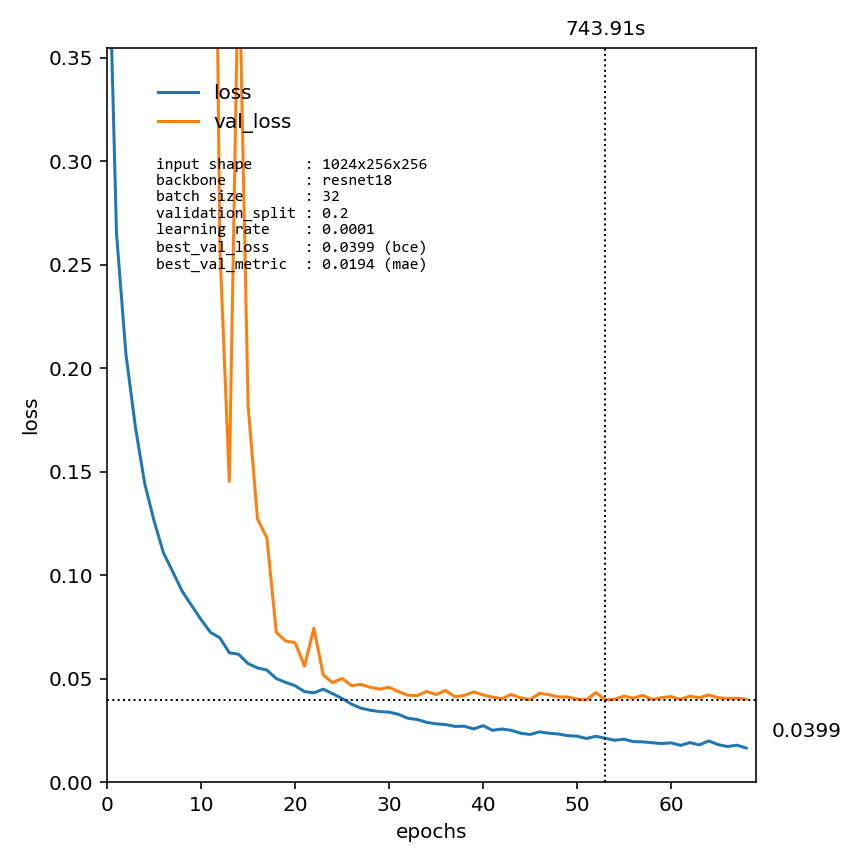 743.91s
0.35
loss
val_loss
0.30
input shape : 1024x256x256
backbone : resnet18
batch size : 32
validation_split : 0.2
learning rate : 0.0001
best_val_loss : 0.0399 (bce)
best_val_metric : 0.0194 (mae)
0.25
0.20
loss
0.15
0.10
0.05
0.0399
0.00
0 10 20 30 40 50 60
epochs